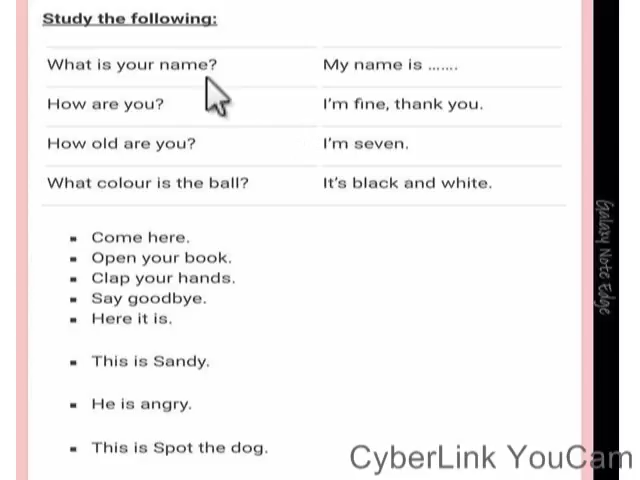 Study the following:
What is your name? My name is .......
How are you? I'm fine, thank you.
How old are you? I'm seven.
What colour is the ball? It's black and white.
Come here.
Open your book.
Clap your hands.
Say goodbye.
Here it is.
This is Sandy.
He is angry.
This is Spot the dog.
Galaxy Note Edge
CyberLink YouCam